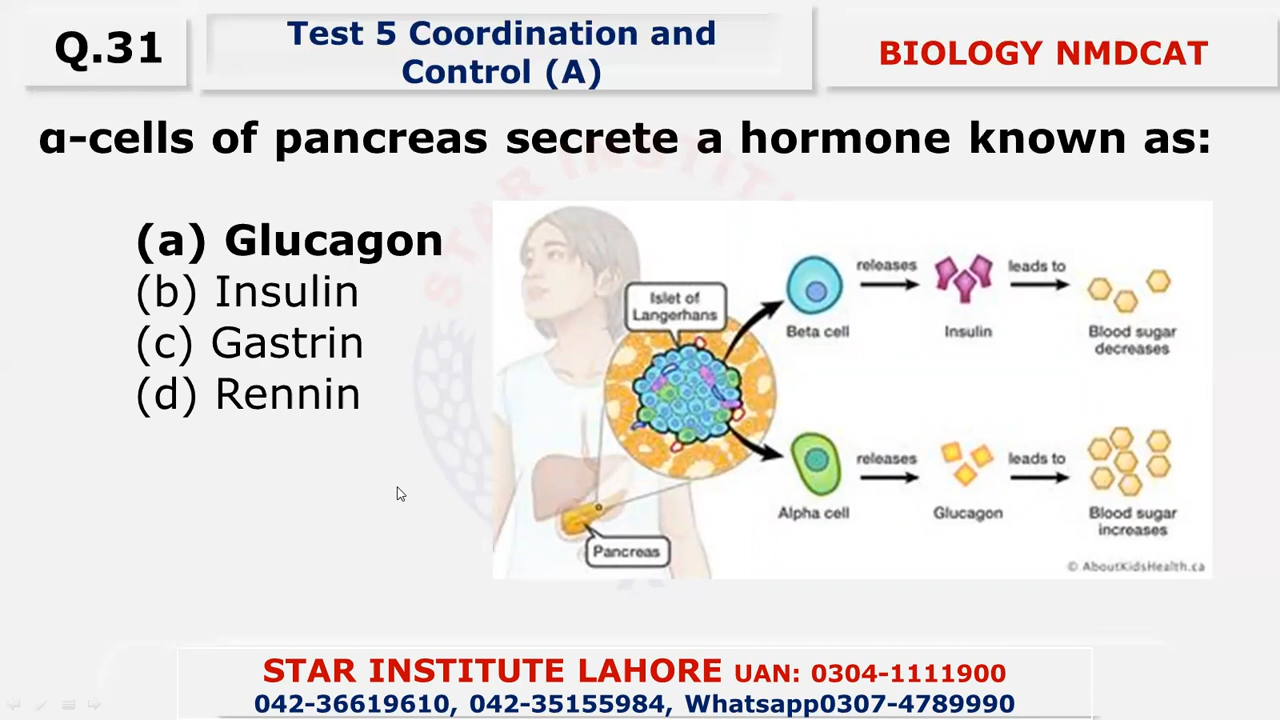 Q.31
Test 5 Coordination and
Control (A)
BIOLOGY NMDCAT
α-cells of pancreas secrete a hormone known as:
(a) Glucagon
(b) Insulin
(c) Gastrin
(d) Rennin
STAR INSTITU
Islet of
Langerhans
Pancreas
Beta cell
releases
Insulin
leads to
Blood sugar
decreases
Alpha cell
releases
Glucagon
leads to
Blood sugar
increases
© AboutKidsHealth.ca
STAR INSTITUTE LAHORE UAN: 0304-1111900
042-36619610, 042-35155984, Whatsapp0307-4789990